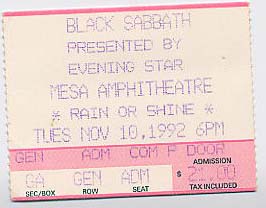 BLACK SABBATH
PRESENTED BY
EVENING STAR
MESA AMPHITHEATRE
* RAIN OR SHINE *
TUES NOV 10,1992 6PM
GEN ADM COM P DOOR
ADMISSION
GA GEN ADM $ 21.00
SEC/BOX ROW SEAT TAX INCLUDED